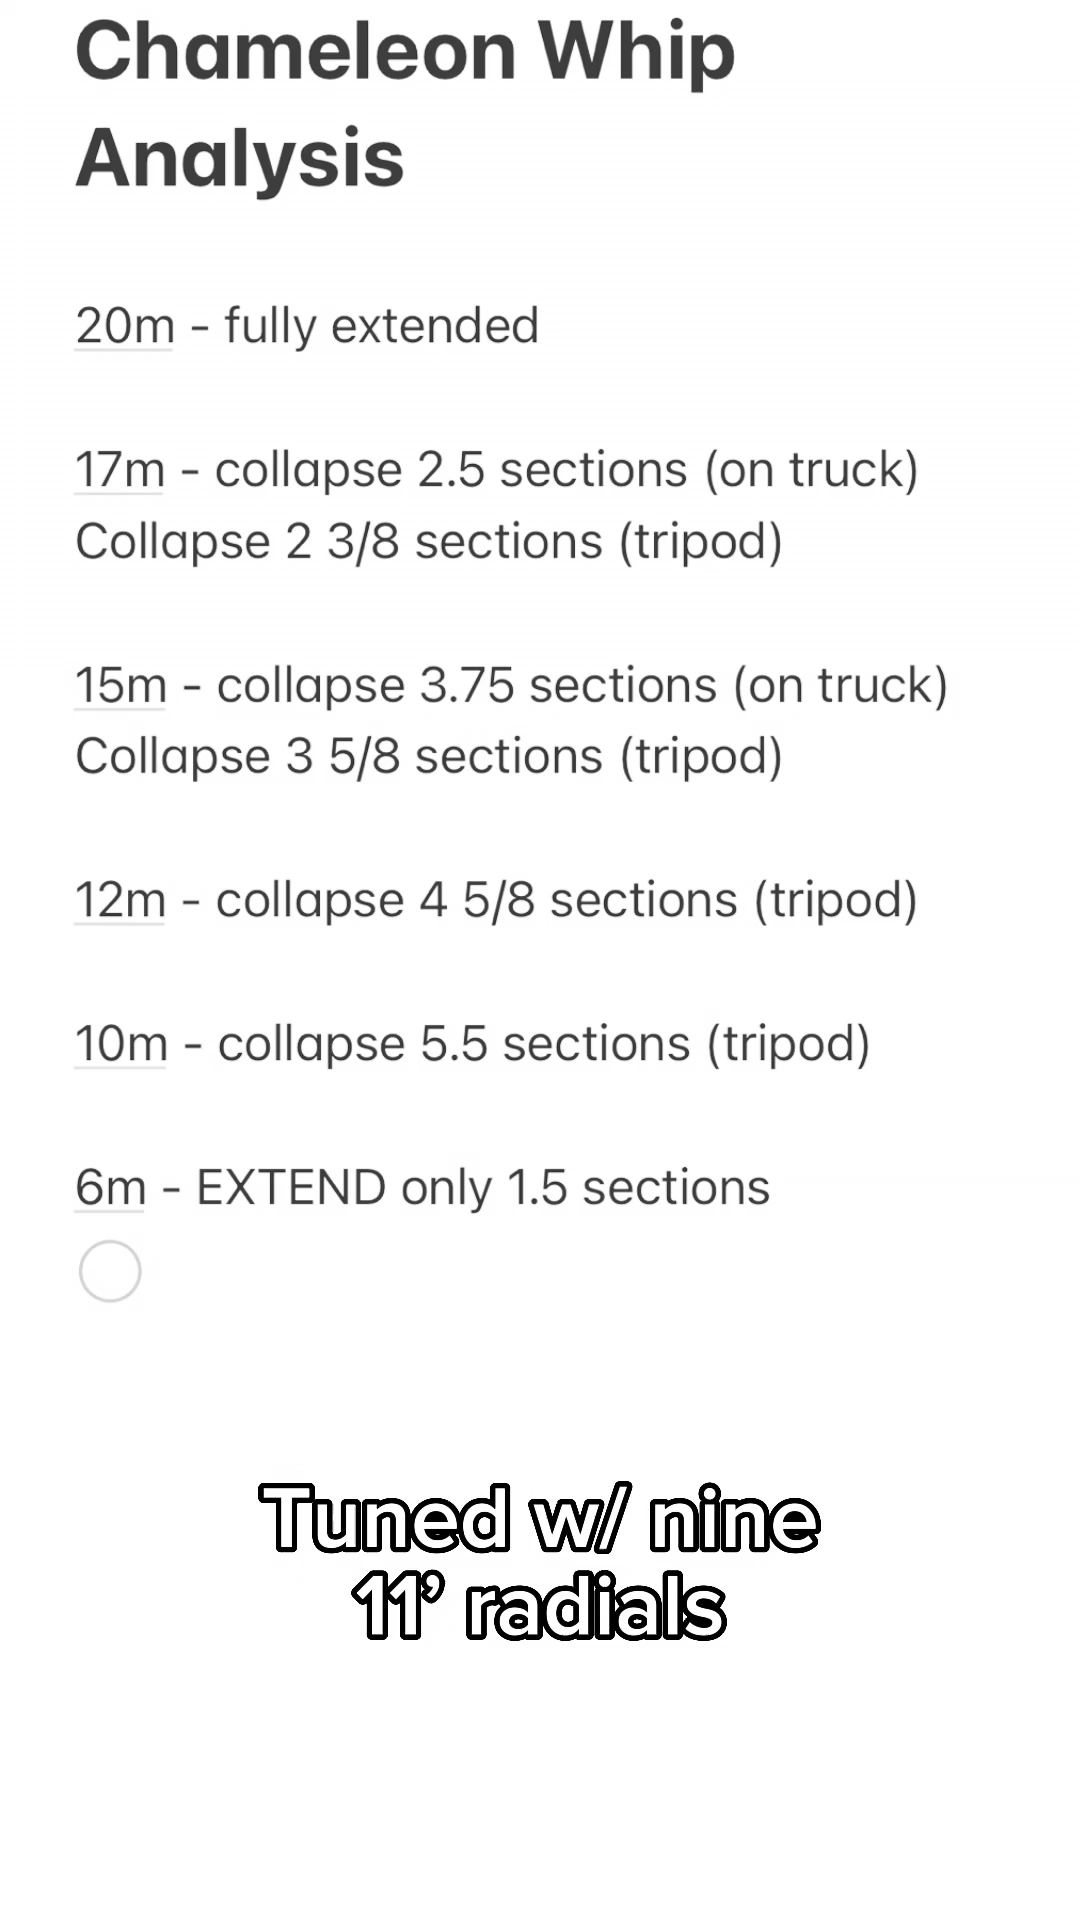 Chameleon Whip
Analysis
20m - fully extended
17m - collapse 2.5 sections (on truck)
Collapse 2 3/8 sections (tripod)
15m - collapse 3.75 sections (on truck)
Collapse 3 5/8 sections (tripod)
12m - collapse 4 5/8 sections (tripod)
10m - collapse 5.5 sections (tripod)
6m - EXTEND only 1.5 sections
Tuned w/ nine
11’ radials